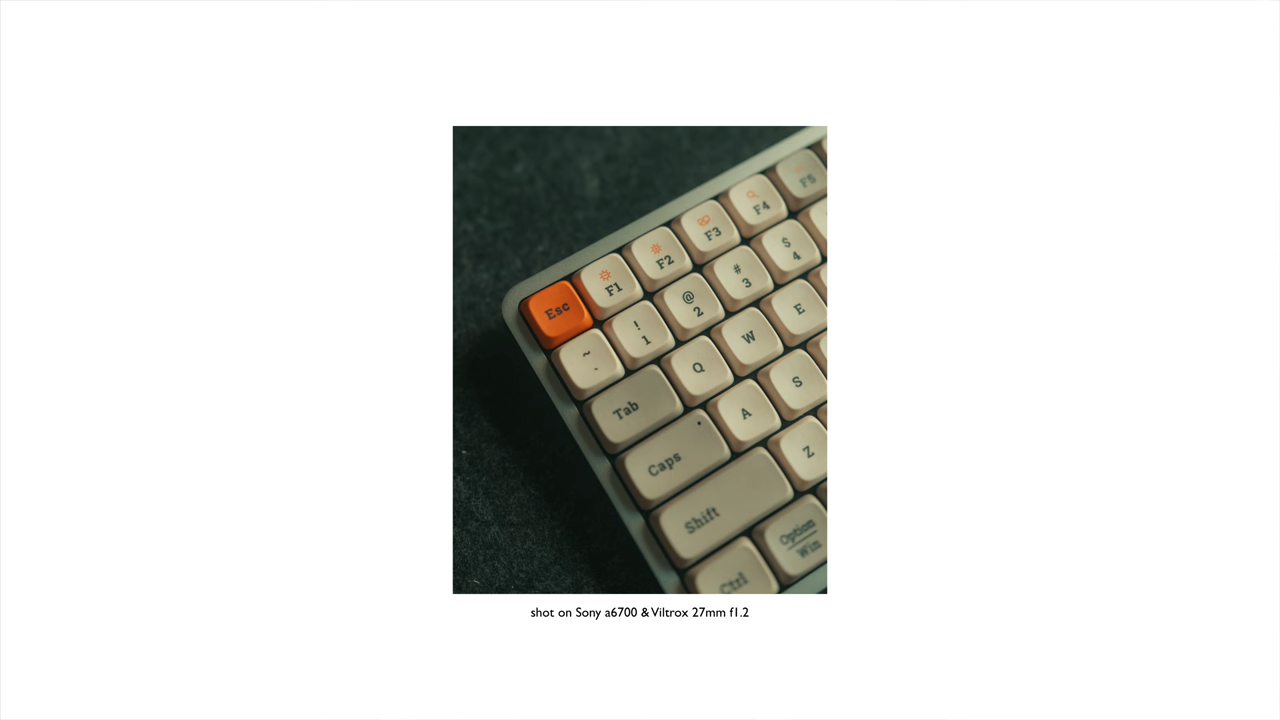 Esc
F1
F2
F3
F4
F5
~
! 1
@ 2
# 3
$ 4
Tab
Q
W
E
Caps
A
S
Shift
Z
Ctrl
Option
Win
shot on Sony a6700 & Viltrox 27mm f1.2